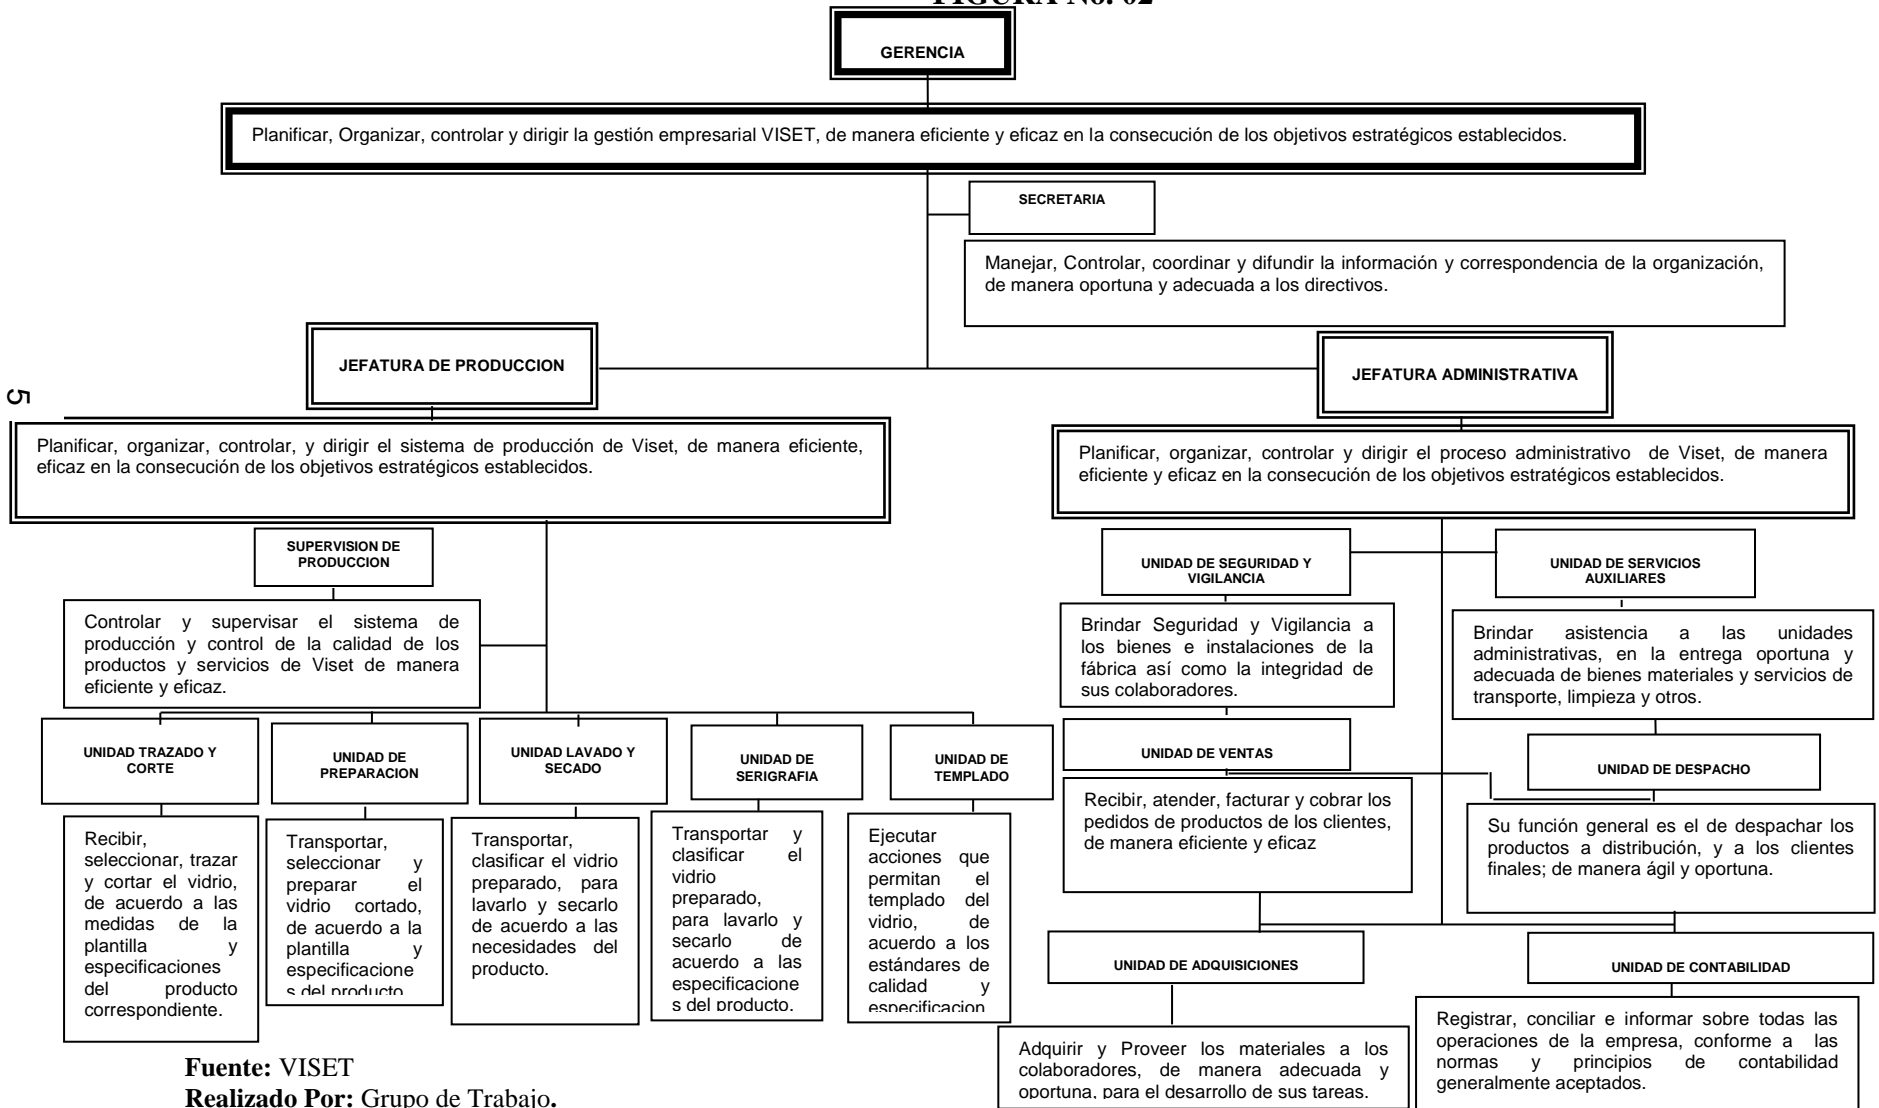 FIGURA No. 02
GERENCIA
Planificar, Organizar, controlar y dirigir la gestión empresarial VISET, de manera eficiente y eficaz en la consecución de los objetivos estratégicos establecidos.
SECRETARIA
Manejar, Controlar, coordinar y difundir la información y correspondencia de la organización,
de manera oportuna y adecuada a los directivos.
JEFATURA DE PRODUCCION
JEFATURA ADMINISTRATIVA
5
Planificar, organizar, controlar, y dirigir el sistema de producción de Viset, de manera eficiente,
eficaz en la consecución de los objetivos estratégicos establecidos.
Planificar, organizar, controlar y dirigir el proceso administrativo de Viset, de manera
eficiente y eficaz en la consecución de los objetivos estratégicos establecidos.
SUPERVISION DE
PRODUCCION
Controlar y supervisar el sistema de
producción y control de la calidad de los
productos y servicios de Viset de manera
eficiente y eficaz.
UNIDAD DE SEGURIDAD Y
VIGILANCIA
Brindar Seguridad y Vigilancia a
los bienes e instalaciones de la
fábrica así como la integridad de
sus colaboradores.
UNIDAD DE SERVICIOS
AUXILIARES
Brindar asistencia a las unidades
administrativas, en la entrega oportuna y
adecuada de bienes materiales y servicios de
transporte, limpieza y otros.
UNIDAD TRAZADO Y
CORTE
UNIDAD DE
PREPARACION
UNIDAD LAVADO Y
SECADO
UNIDAD DE
SERIGRAFIA
UNIDAD DE
TEMPLADO
UNIDAD DE VENTAS
UNIDAD DE DESPACHO
Recibir,
seleccionar, trazar
y cortar el vidrio,
de acuerdo a las
medidas de la
plantilla y
especificaciones
del producto
correspondiente.
Transportar,
seleccionar y
preparar el
vidrio cortado,
de acuerdo a la
plantilla y
especificacione
s del producto
Transportar,
clasificar el vidrio
preparado, para
lavarlo y secarlo
de acuerdo a las
necesidades del
producto.
Transportar y
clasificar el
vidrio
preparado,
para lavarlo y
secarlo de
acuerdo a las
especificacione
s del producto.
Ejecutar
acciones que
permitan el
templado del
vidrio, de
acuerdo a los
estándares de
calidad y
especificacion
Recibir, atender, facturar y cobrar los
pedidos de productos de los clientes,
de manera eficiente y eficaz
Su función general es el de despachar los
productos a distribución, y a los clientes
finales; de manera ágil y oportuna.
UNIDAD DE ADQUISICIONES
UNIDAD DE CONTABILIDAD
Adquirir y Proveer los materiales a los
colaboradores, de manera adecuada y
oportuna, para el desarrollo de sus tareas.
Registrar, conciliar e informar sobre todas las
operaciones de la empresa, conforme a las
normas y principios de contabilidad
generalmente aceptados.
Fuente: VISET
Realizado Por: Grupo de Trabajo.